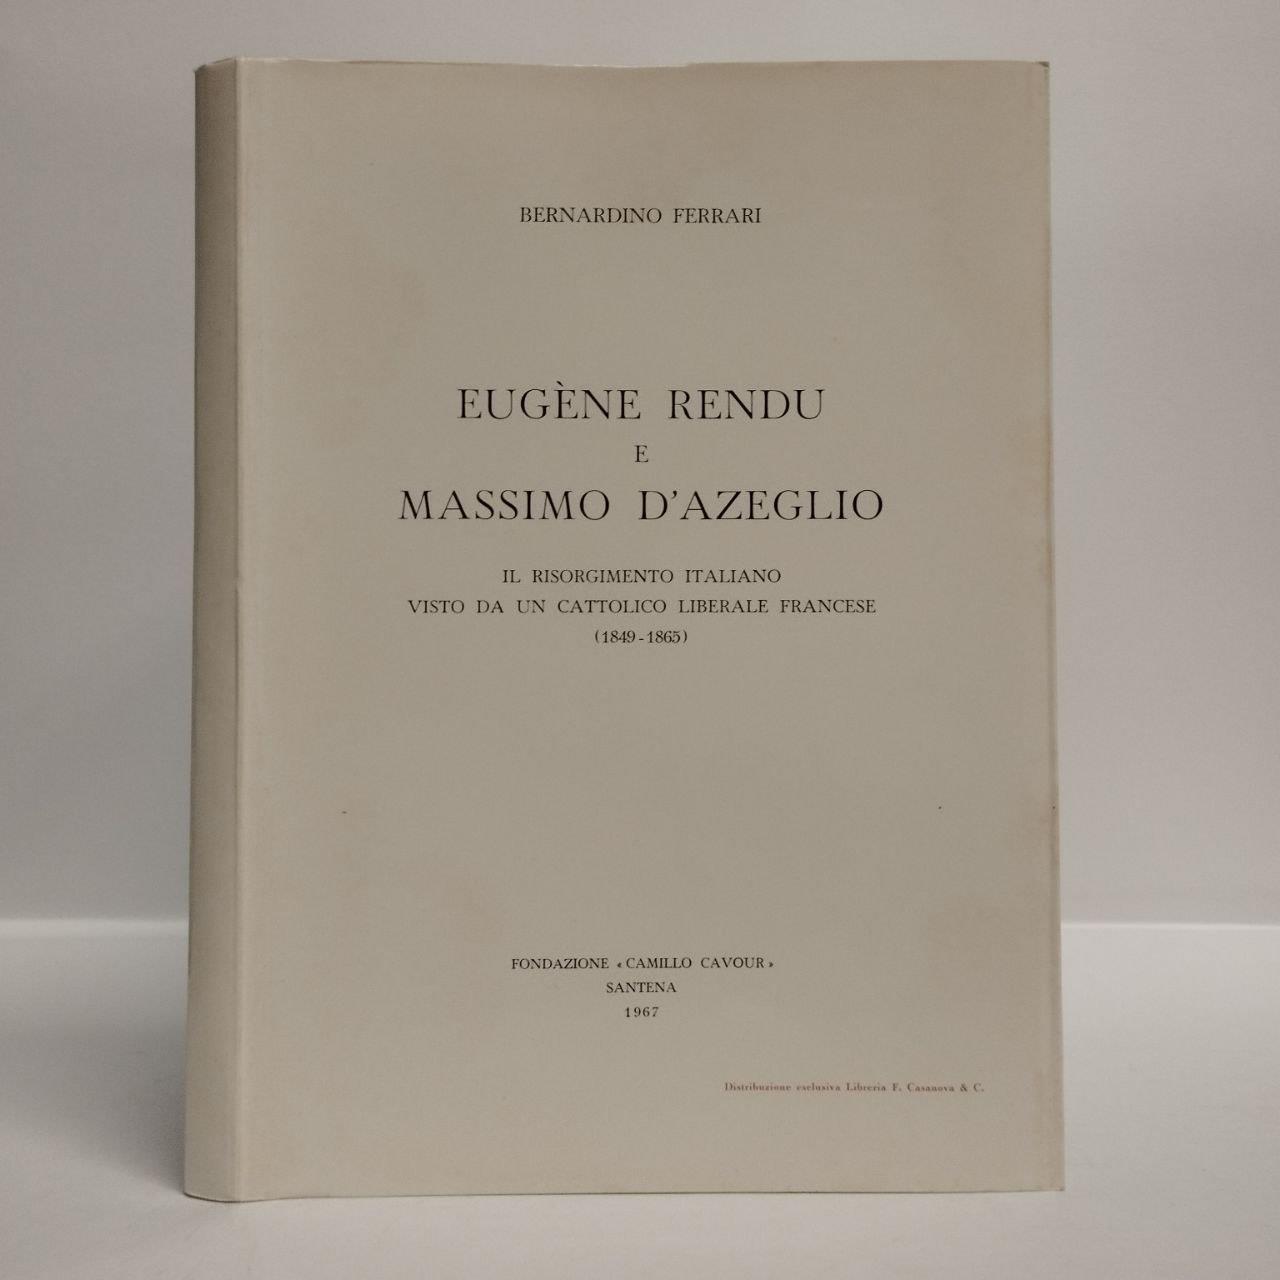 BERNARDINO FERRARI
EUGÈNE RENDU
E
MASSIMO D'AZEGLIO
IL RISORGIMENTO ITALIANO
VISTO DA UN CATTOLICO LIBERALE FRANCESE
(1849-1865)
FONDAZIONE «CAMILLO CAVOUR»
SANTENA
1967
Distribuzione esclusiva Libreria F. Casanova & C.